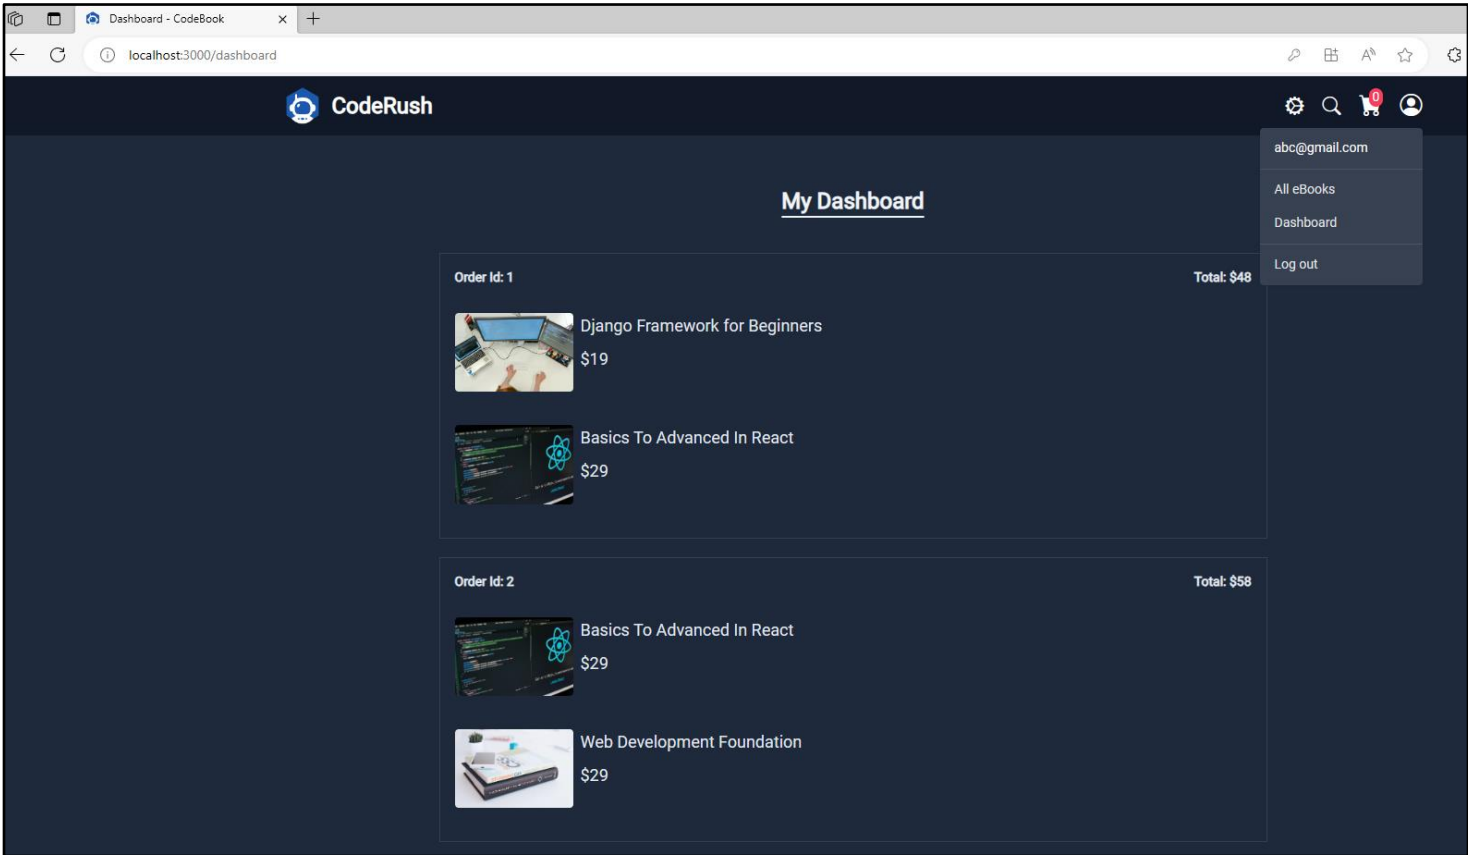 Dashboard - CodeBook
localhost:3000/dashboard
CodeRush
0
abc@gmail.com
All eBooks
Dashboard
Log out
My Dashboard
Order Id: 1
Total: $48
Django Framework for Beginners
$19
Basics To Advanced In React
$29
Order Id: 2
Total: $58
Basics To Advanced In React
$29
Web Development Foundation
$29